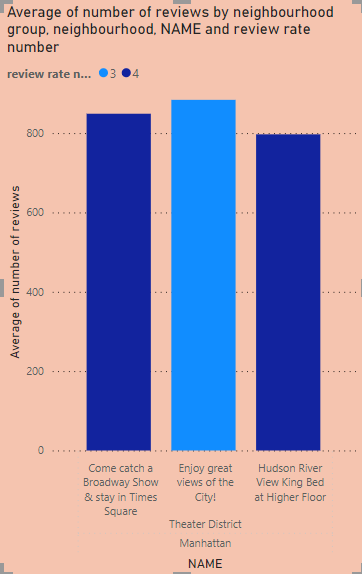 Average of number of reviews by neighbourhood
group, neighbourhood, NAME and review rate
number
review rate n... 3 4
Average of number of reviews
800
600
400
200
0
Come catch a
Broadway Show
& stay in Times
Square
Enjoy great
views of the
City!
Hudson River
View King Bed
at Higher Floor
Theater District
Manhattan
NAME